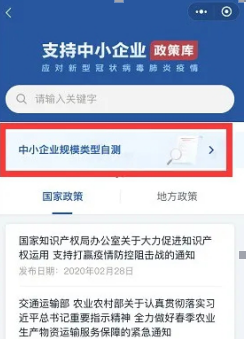 支持中小企业 政策库
应对新型冠状病毒肺炎疫情
请输入关键字
中小企业规模类型自测
国家政策 地方政策
国家知识产权局办公室关于大力促进知识产
权运用 支持打赢疫情防控阻击战的通知
发布日期：2020年02月28日
交通运输部 农业农村部关于认真贯彻落实习
近平总书记重要指示精神 全力做好春季农业
生产物资运输服务保障的紧急通知